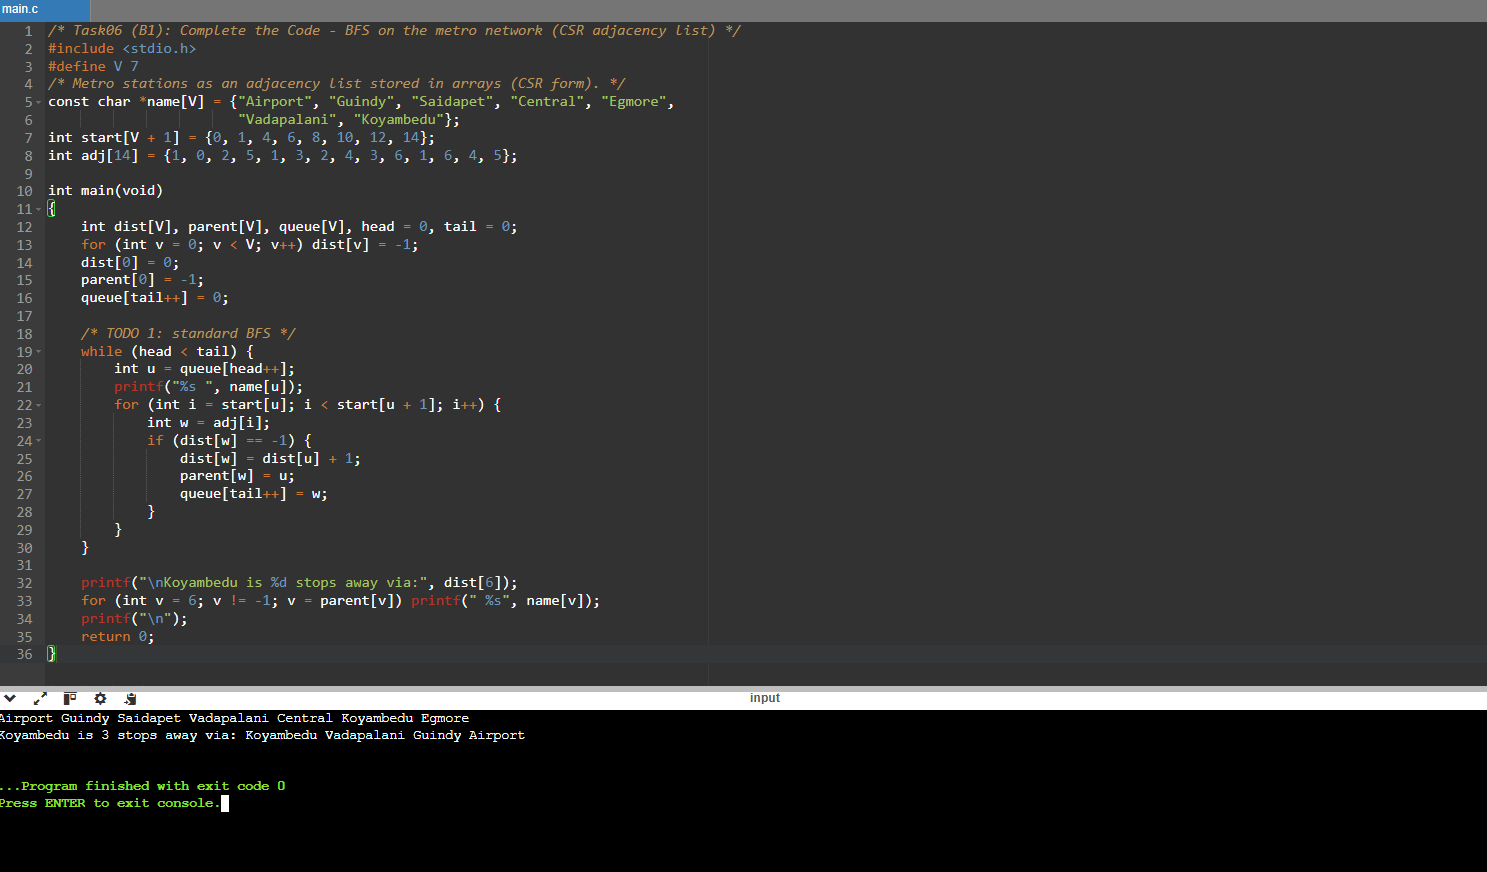 main.c
1 /* Task06 (B1): Complete the Code - BFS on the metro network (CSR adjacency list) */
2 #include <stdio.h>
3 #define V 7
4 /* Metro stations as an adjacency list stored in arrays (CSR form). */
5 const char *name[V] = {"Airport", "Guindy", "Saidapet", "Central", "Egmore",
6                        "Vadapalani", "Koyambedu"};
7 int start[V + 1] = {0, 1, 4, 6, 8, 10, 12, 14};
8 int adj[14] = {1, 0, 2, 5, 1, 3, 2, 4, 3, 6, 1, 6, 4, 5};
9
10 int main(void)
11 {
12     int dist[V], parent[V], queue[V], head = 0, tail = 0;
13     for (int v = 0; v < V; v++) dist[v] = -1;
14     dist[0] = 0;
15     parent[0] = -1;
16     queue[tail++] = 0;
17
18     /* TODO 1: standard BFS */
19     while (head < tail) {
20         int u = queue[head++];
21         printf("%s ", name[u]);
22         for (int i = start[u]; i < start[u + 1]; i++) {
23             int w = adj[i];
24             if (dist[w] == -1) {
25                 dist[w] = dist[u] + 1;
26                 parent[w] = u;
27                 queue[tail++] = w;
28             }
29         }
30     }
31
32     printf("\nKoyambedu is %d stops away via:", dist[6]);
33     for (int v = 6; v != -1; v = parent[v]) printf(" %s", name[v]);
34     printf("\n");
35     return 0;
36 }
input
Airport Guindy Saidapet Vadapalani Central Koyambedu Egmore
Koyambedu is 3 stops away via: Koyambedu Vadapalani Guindy Airport
...Program finished with exit code 0
Press ENTER to exit console.